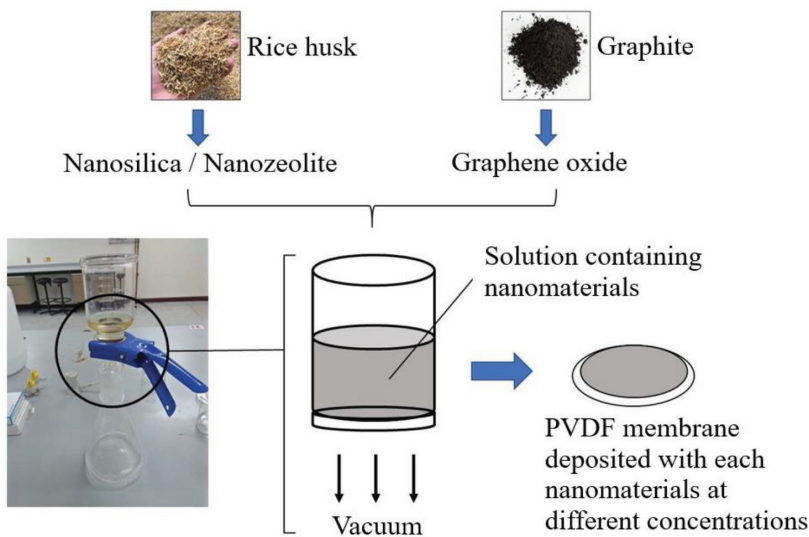 Rice husk
Graphite
Nanosilica / Nanozeolite
Graphene oxide
Solution containing
nanomaterials
PVDF membrane
deposited with each
nanomaterials at
different concentrations
Vacuum